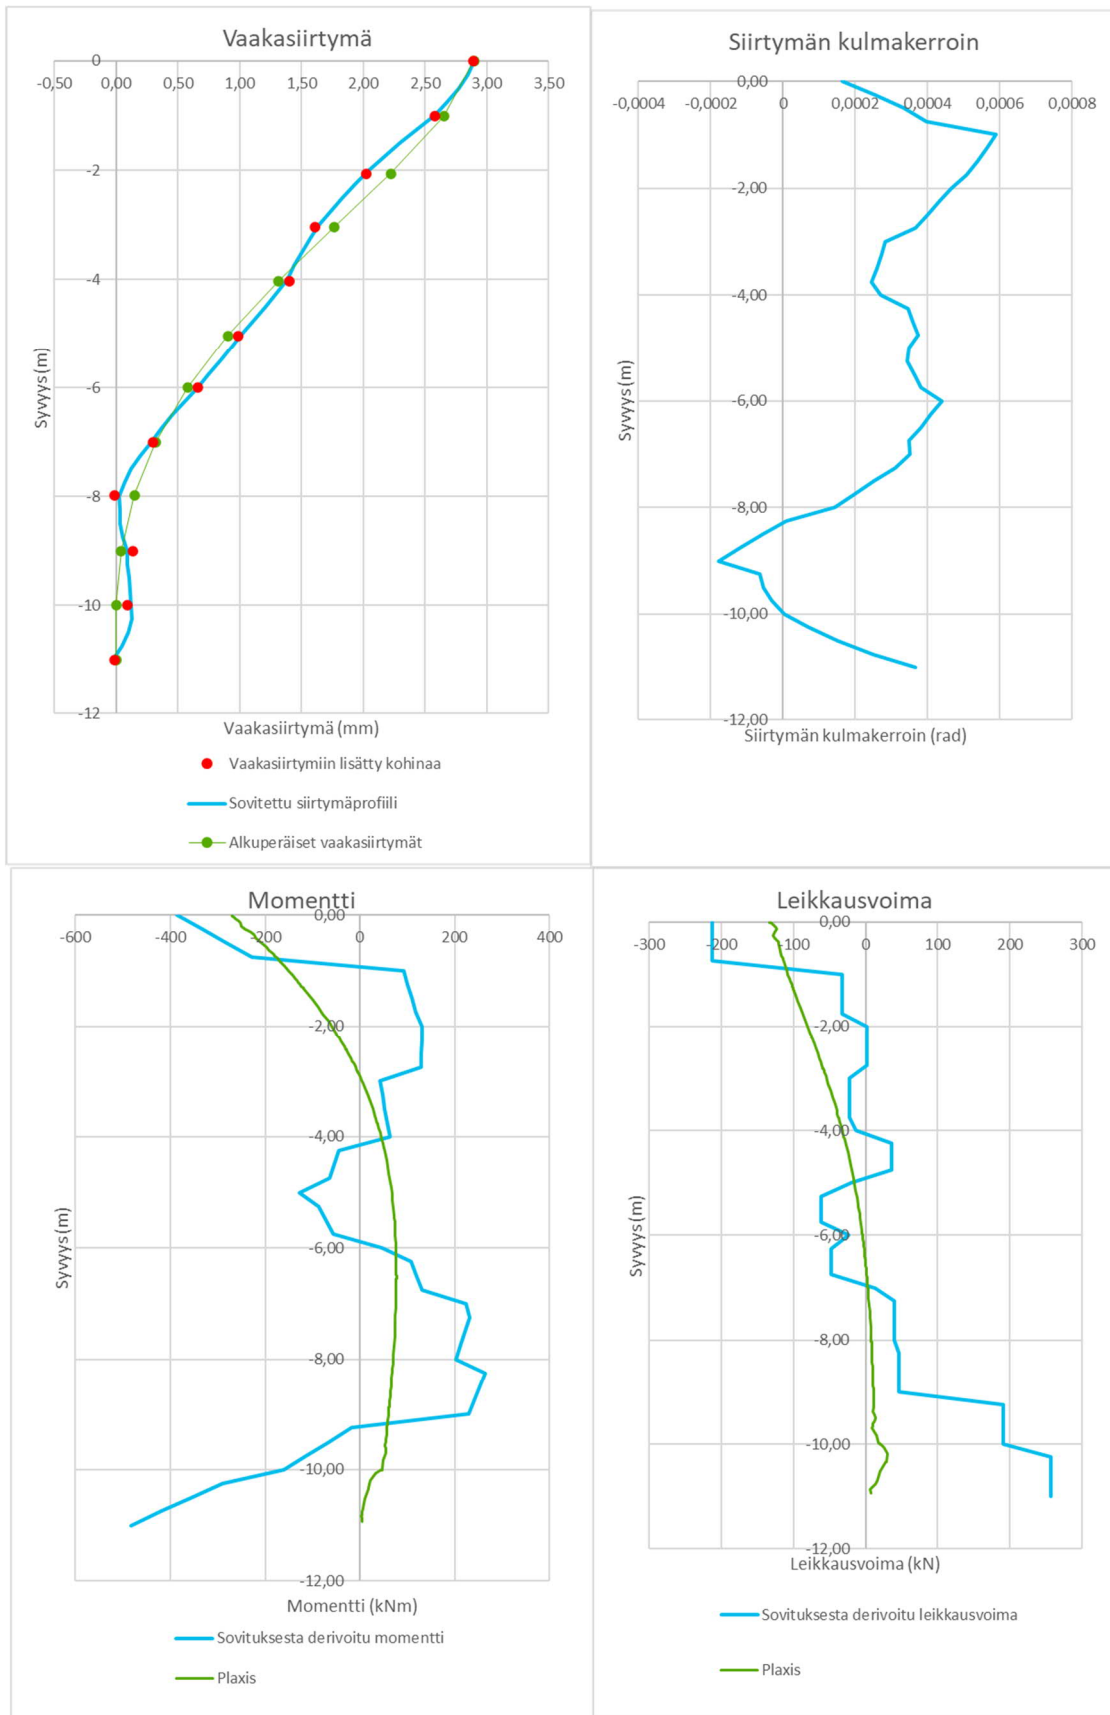 Vaakasiirtymä
0
-0,50 0,00 0,50 1,00 1,50 2,00 2,50 3,00 3,50
-2
-4
-6
-8
-10
-12
Syvyys (m)
Vaakasiirtymä (mm)
Vaakasiirtymiin lisätty kohinaa
Sovitettu siirtymäprofiili
Alkuperäiset vaakasiirtymät
Siirtymän kulmakerroin
0,00
-0,0004 -0,0002 0 0,0002 0,0004 0,0006 0,0008
-2,00
-4,00
-6,00
-8,00
-10,00
-12,00
Syvyys (m)
Siirtymän kulmakerroin (rad)
Momentti
0,00
-600 -400 -200 0 200 400
-2,00
-4,00
-6,00
-8,00
-10,00
-12,00
Syvyys (m)
Momentti (kNm)
Sovituksesta derivoitu momentti
Plaxis
Leikkausvoima
0,00
-300 -200 -100 0 100 200 300
-2,00
-4,00
-6,00
-8,00
-10,00
-12,00
Syvyys (m)
Leikkausvoima (kN)
Sovituksesta derivoitu leikkausvoima
Plaxis